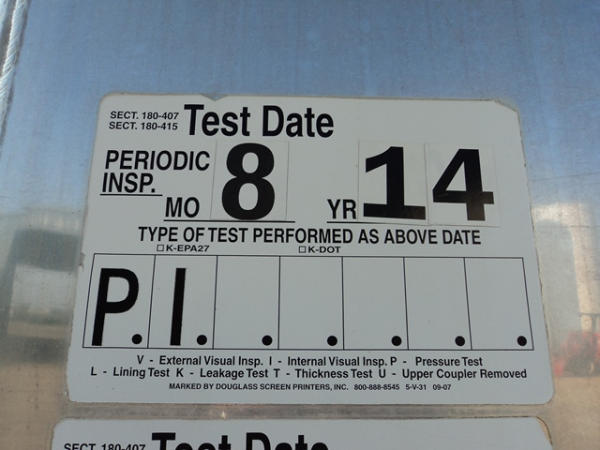 SECT. 180-407
SECT. 180-415
Test Date
PERIODIC
INSP.
MO 8 YR 14
TYPE OF TEST PERFORMED AS ABOVE DATE
K-EPA27 K-DOT
P. I. . . . . .
V - External Visual Insp. I - Internal Visual Insp. P - Pressure Test
L - Lining Test K - Leakage Test T - Thickness Test U - Upper Coupler Removed
MARKED BY DOUGLASS SCREEN PRINTERS, INC. 800-888-8545 5-V-31 09-07
SECT. 180-407 Test Date